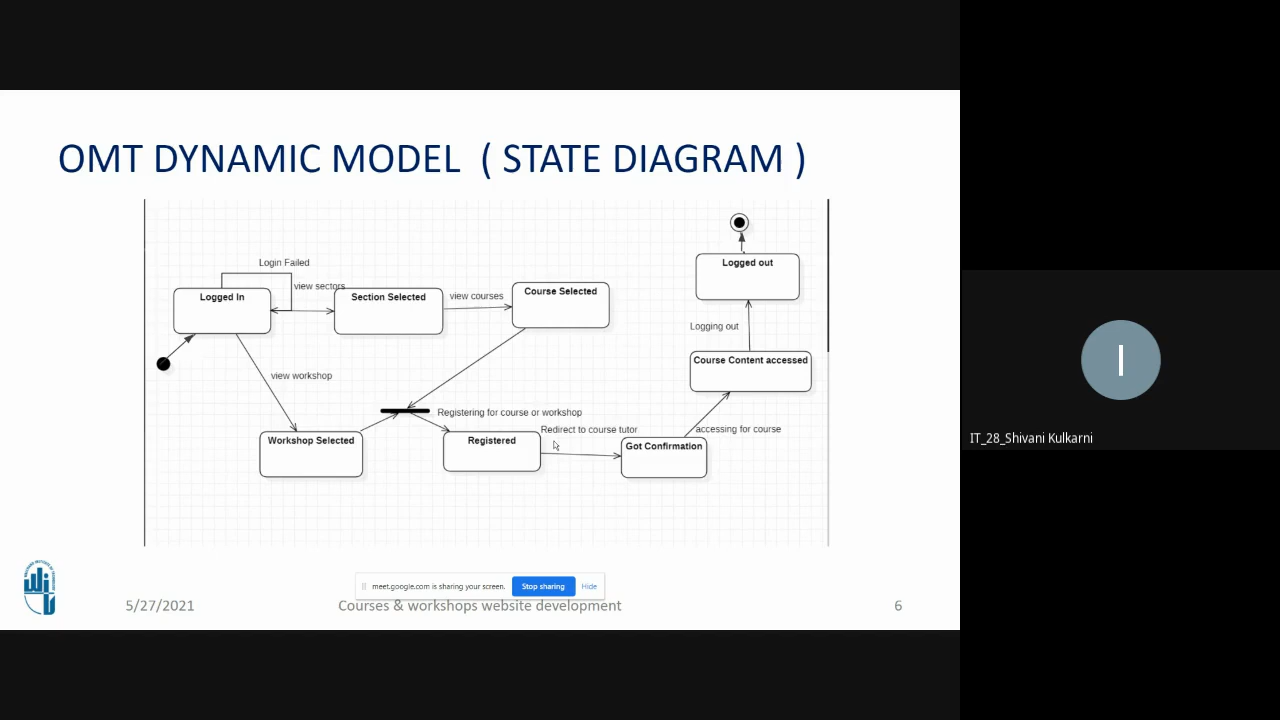 OMT DYNAMIC MODEL ( STATE DIAGRAM )
Login Failed
view sectors
Logged In
Section Selected
view courses
Course Selected
Logged out
Logging out
Course Content accessed
view workshop
Registering for course or workshop
Redirect to course tutor
accessing for course
Workshop Selected
Registered
Got Confirmation
meet.google.com is sharing your screen.
Stop sharing
Hide
5/27/2021
Courses & workshops website development
6
I
IT_28_Shivani Kulkarni